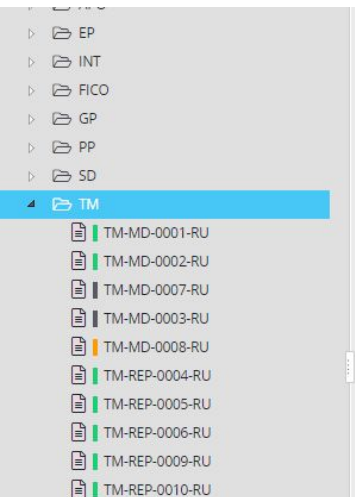 EP
INT
FICO
GP
PP
SD
TM
TM-MD-0001-RU
TM-MD-0002-RU
TM-MD-0007-RU
TM-MD-0003-RU
TM-MD-0008-RU
TM-REP-0004-RU
TM-REP-0005-RU
TM-REP-0006-RU
TM-REP-0009-RU
TM-REP-0010-RU